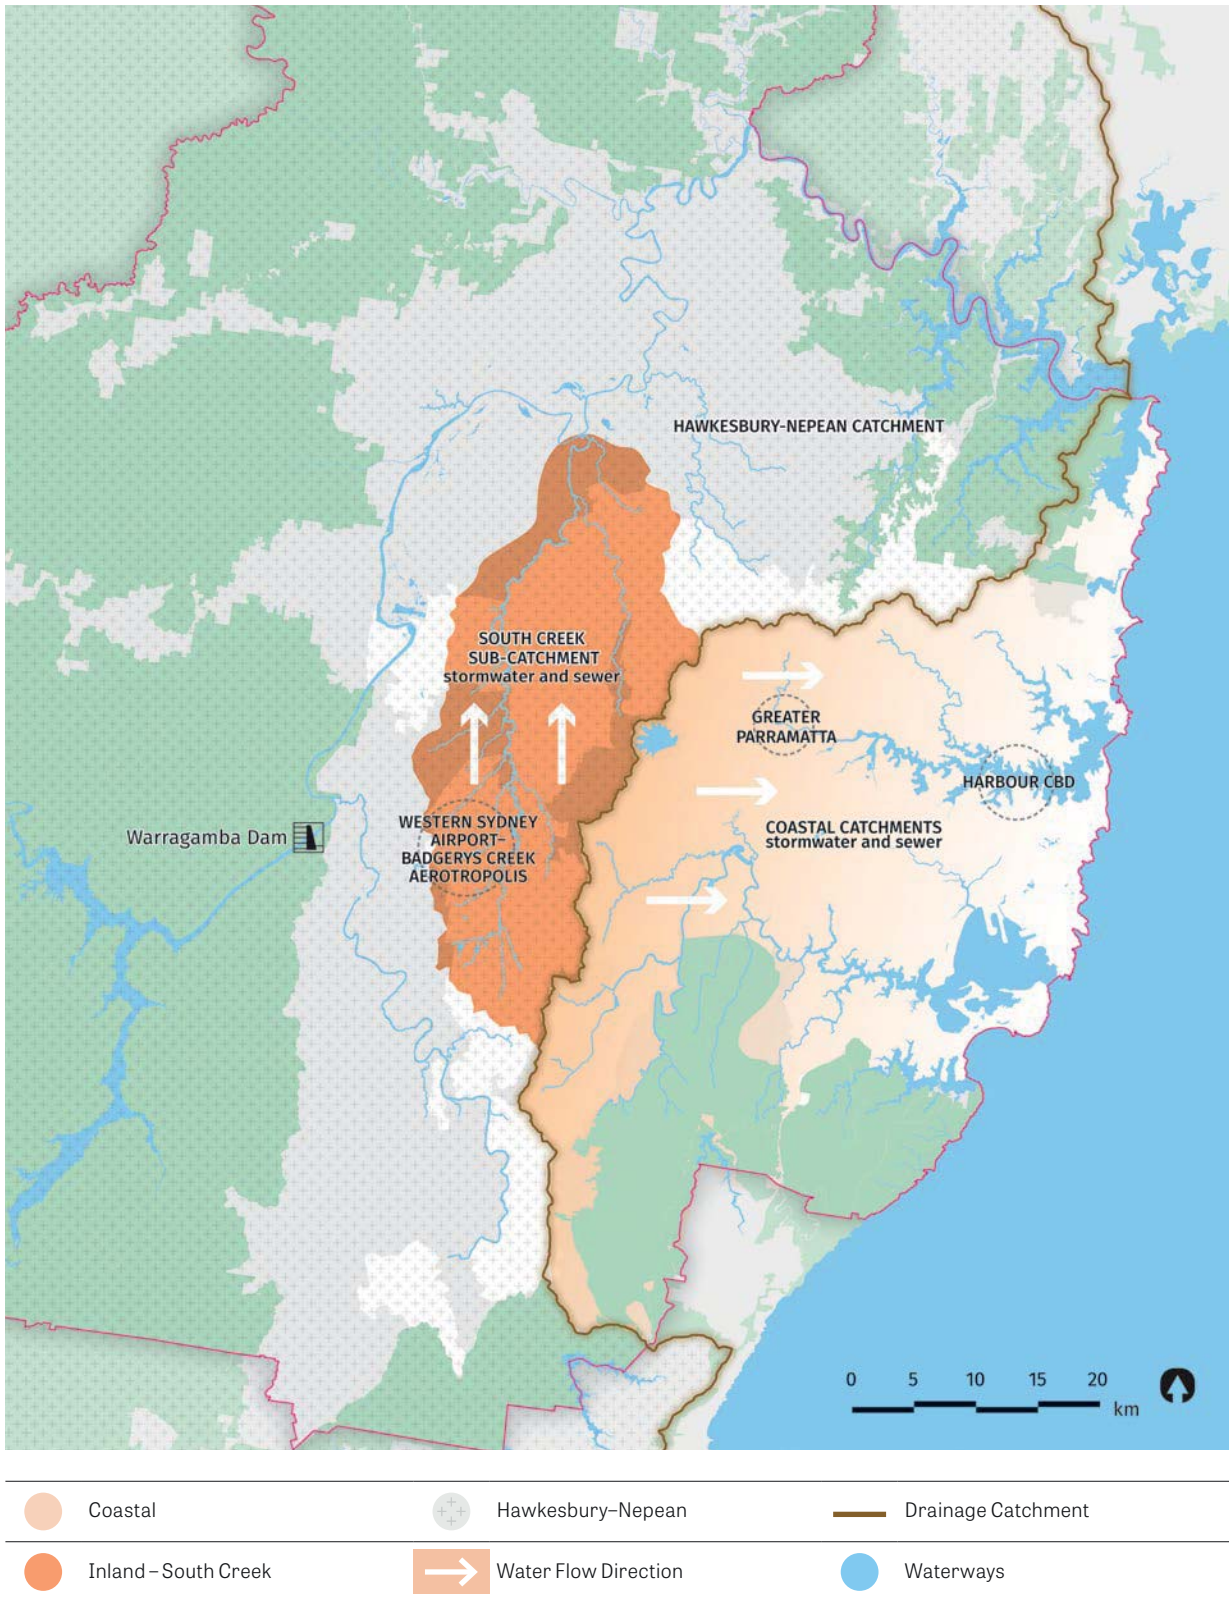 HAWKESBURY-NEPEAN CATCHMENT
SOUTH CREEK
SUB-CATCHMENT
stormwater and sewer
GREATER
PARRAMATTA
HARBOUR CBD
WESTERN SYDNEY
AIRPORT–
BADGERYS CREEK
AEROTROPOLIS
COASTAL CATCHMENTS
stormwater and sewer
Warragamba Dam
0 5 10 15 20
km
Coastal
Hawkesbury–Nepean
Drainage Catchment
Inland – South Creek
Water Flow Direction
Waterways